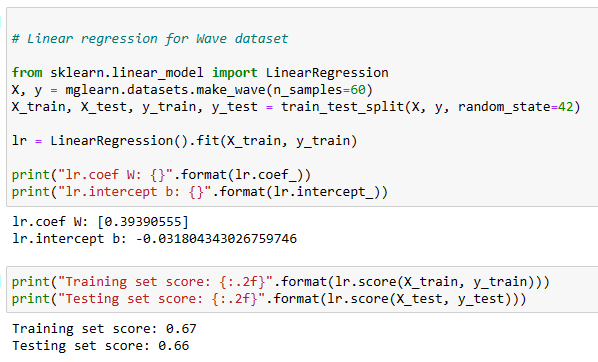 # Linear regression for Wave dataset
from sklearn.linear_model import LinearRegression
X, y = mglearn.datasets.make_wave(n_samples=60)
X_train, X_test, y_train, y_test = train_test_split(X, y, random_state=42)
lr = LinearRegression().fit(X_train, y_train)
print("lr.coef W: {}".format(lr.coef_))
print("lr.intercept b: {}".format(lr.intercept_))
lr.coef W: [0.39390555]
lr.intercept b: -0.031804343026759746
print("Training set score: {:.2f}".format(lr.score(X_train, y_train)))
print("Testing set score: {:.2f}".format(lr.score(X_test, y_test)))
Training set score: 0.67
Testing set score: 0.66